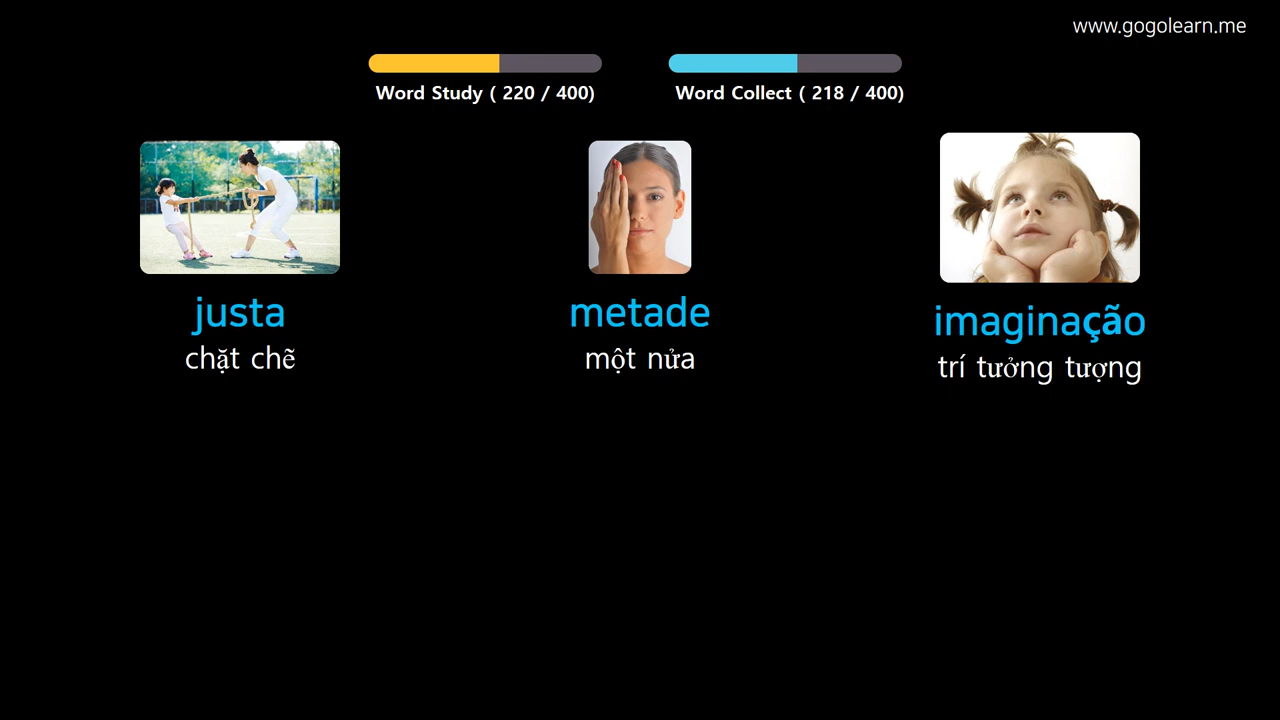 www.gogolearn.me
Word Study ( 220 / 400)
Word Collect ( 218 / 400)
justa
chặt chẽ
metade
một nửa
imaginação
trí tưởng tượng